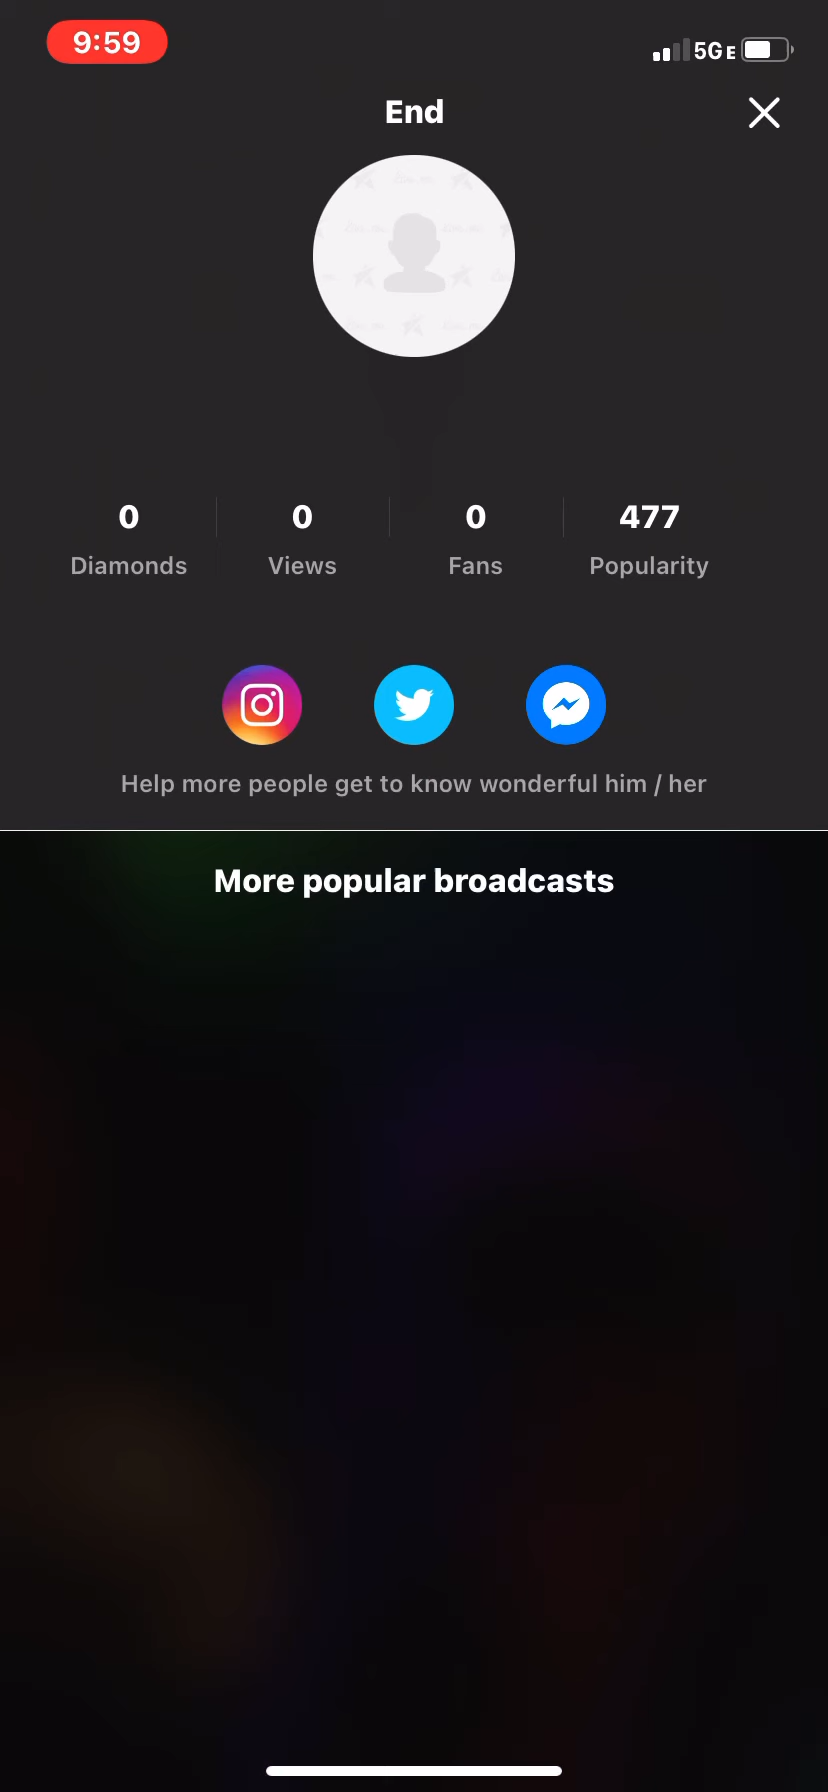 9:59
5G E
End
0
0
0
477
Diamonds
Views
Fans
Popularity
Help more people get to know wonderful him / her
More popular broadcasts